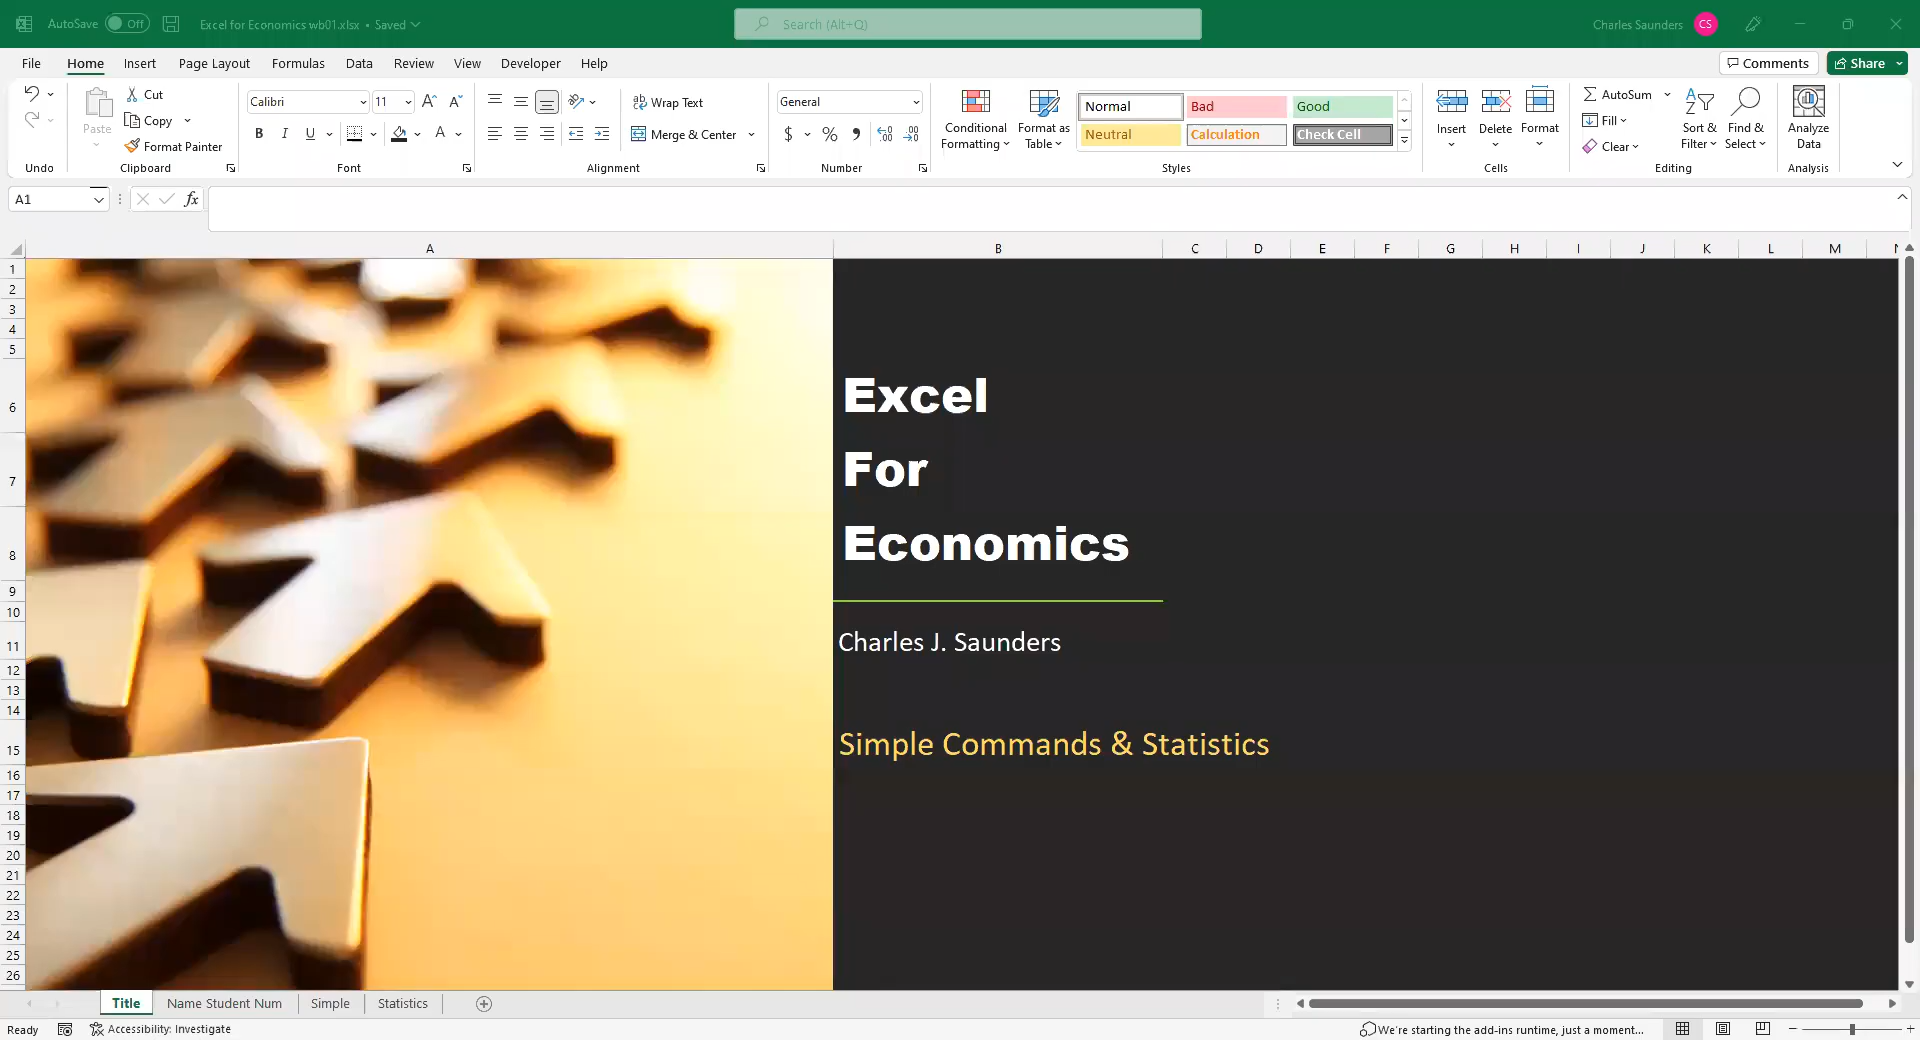 AutoSave Off Excel for Economics wb01.xlsx • Saved Search (Alt+Q) Charles Saunders CS
File Home Insert Page Layout Formulas Data Review View Developer Help Comments Share
Cut Calibri 11 Wrap Text General Normal Bad Good AutoSum
Paste Copy Conditional Formatting Format as Table Insert Delete Format Fill Sort & Filter Find & Select Analyze Data
Format Painter B I U A Merge & Center $ % Neutral Calculation Check Cell Clear
Undo Clipboard Font Alignment Number Styles Cells Editing Analysis
A1 fx
A B C D E F G H I J K L M
1
2
3
4
5
6 Excel
7 For
8 Economics
9
10
11 Charles J. Saunders
12
13
14
15 Simple Commands & Statistics
16
17
18
19
20
21
22
23
24
25
26
Title Name Student Num Simple Statistics
Ready Accessibility: Investigate We're starting the add-ins runtime, just a moment...